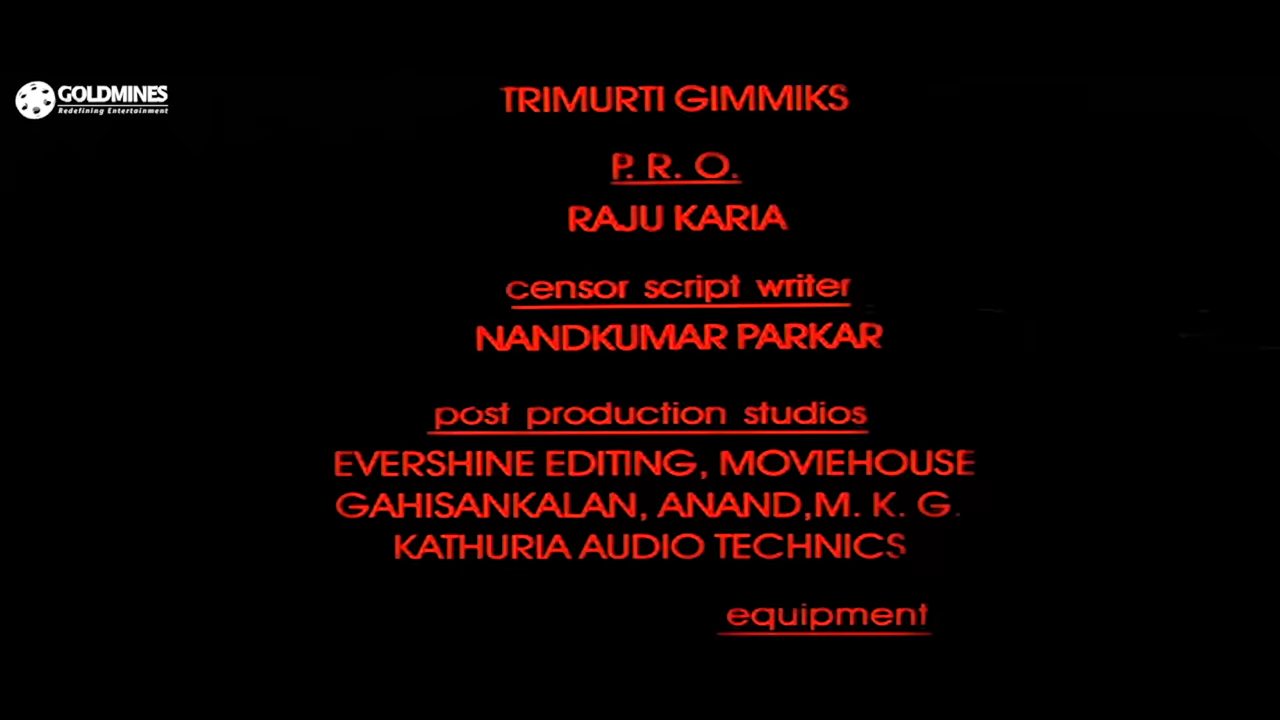 GOLDMINES
Redefining Entertainment
TRIMURTI GIMMIKS
P. R. O.
RAJU KARIA
censor script writer
NANDKUMAR PARKAR
post production studios
EVERSHINE EDITING, MOVIEHOUSE
GAHISANKALAN, ANAND,M. K. G.
KATHURIA AUDIO TECHNICS
equipment